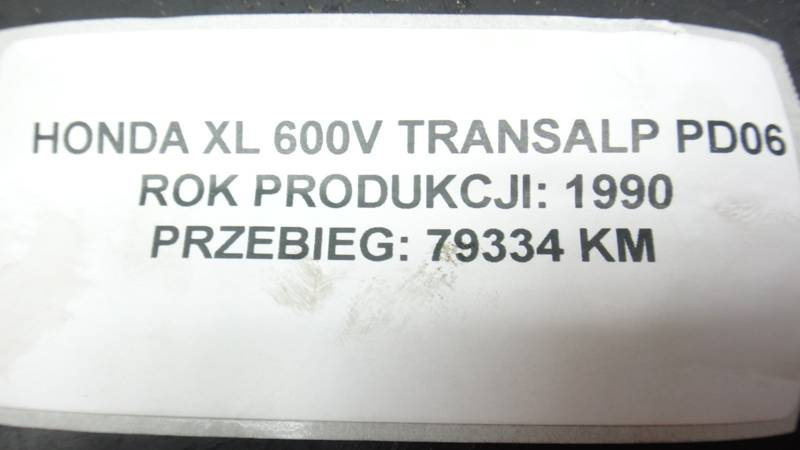 HONDA XL 600V TRANSALP PD06
ROK PRODUKCJI: 1990
PRZEBIEG: 79334 KM